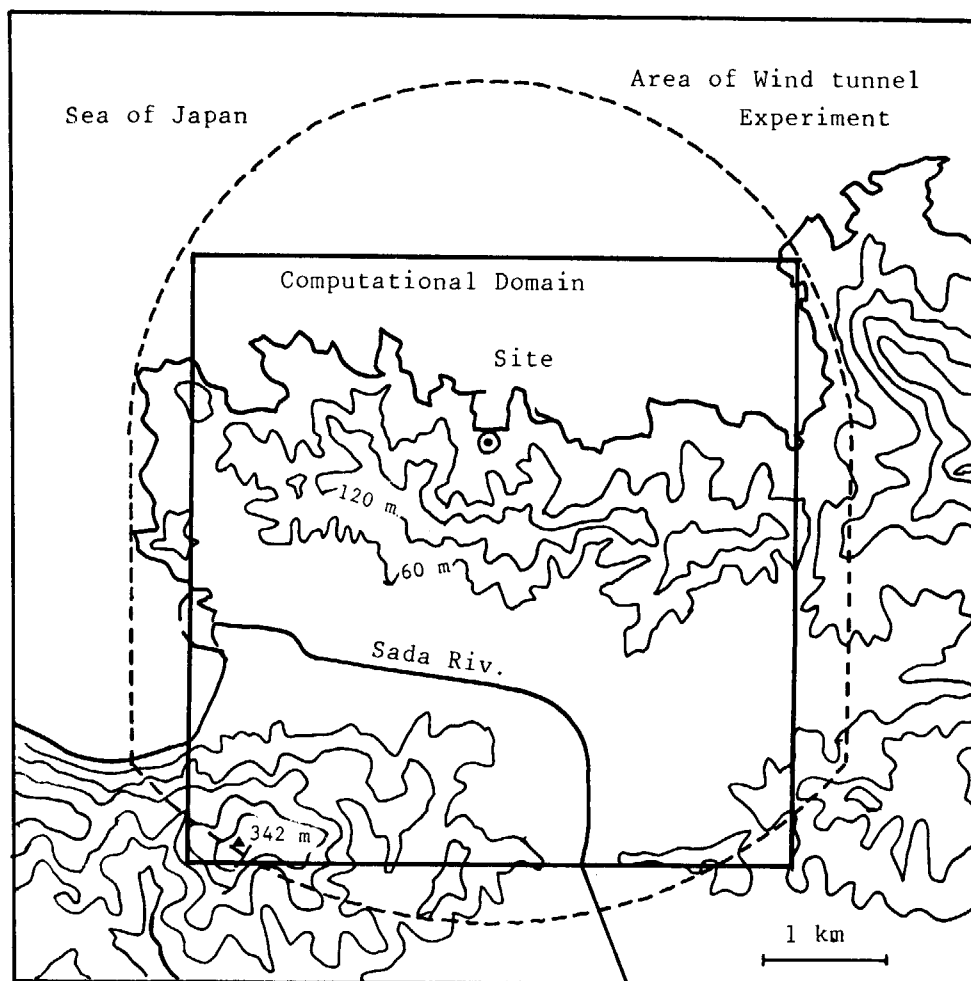 Area of Wind tunnel
Experiment
Sea of Japan
Computational Domain
Site
120 m
60 m
Sada Riv.
342 m
1 km